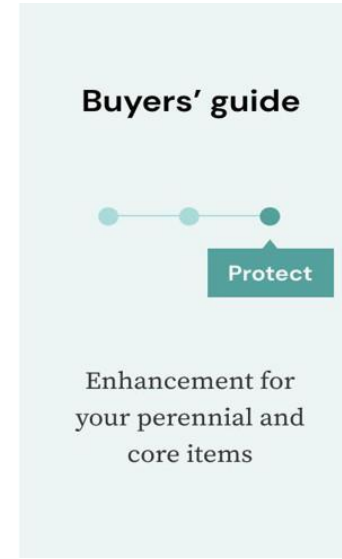 Buyers’ guide
Protect
Enhancement for
your perennial and
core items